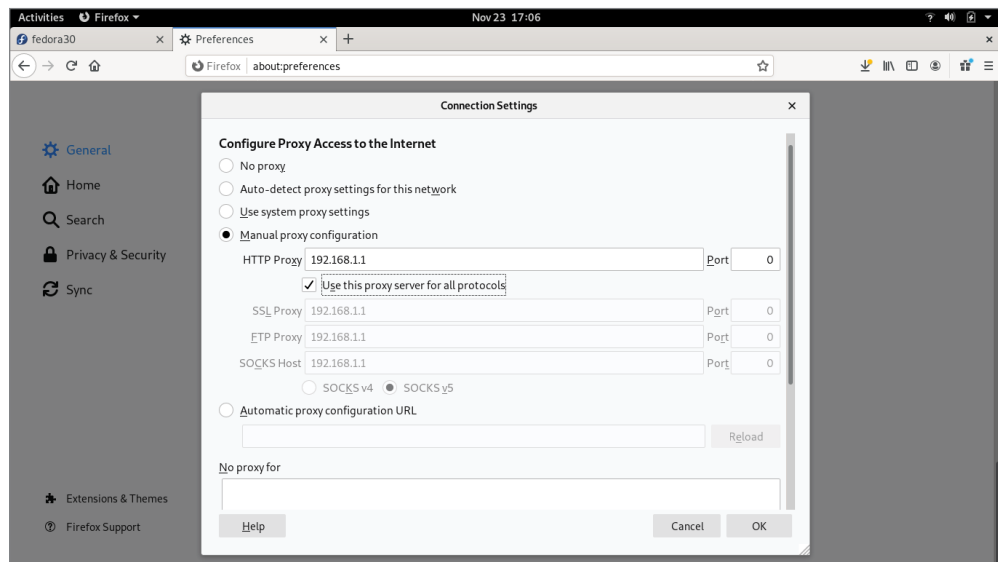 Activities Firefox Nov 23 17:06
fedora30 Preferences
Firefox about:preferences
Connection Settings
Configure Proxy Access to the Internet
No proxy
General
Auto-detect proxy settings for this network
Home
Use system proxy settings
Search
Manual proxy configuration
Privacy & Security
HTTP Proxy 192.168.1.1 Port 0
Use this proxy server for all protocols
Sync
SSL Proxy 192.168.1.1 Port 0
FTP Proxy 192.168.1.1 Port 0
SOCKS Host 192.168.1.1 Port 0
SOCKS v4 SOCKS v5
Automatic proxy configuration URL
Reload
No proxy for
Extensions & Themes
Firefox Support
Help Cancel OK